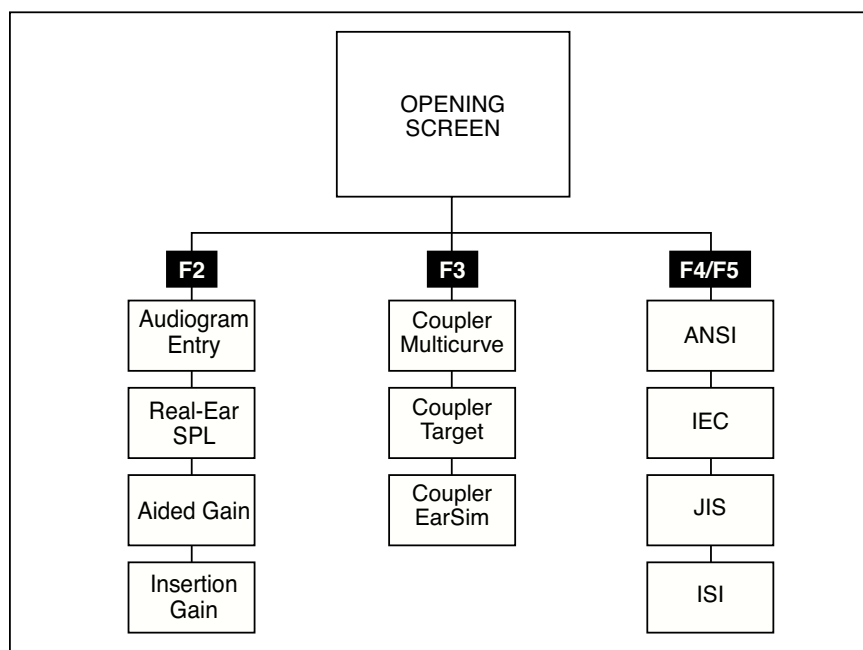 OPENING
SCREEN
F2
F3
F4/F5
Audiogram
Entry
Coupler
Multicurve
ANSI
Real-Ear
SPL
Coupler
Target
IEC
Aided Gain
Coupler
EarSim
JIS
Insertion
Gain
ISI